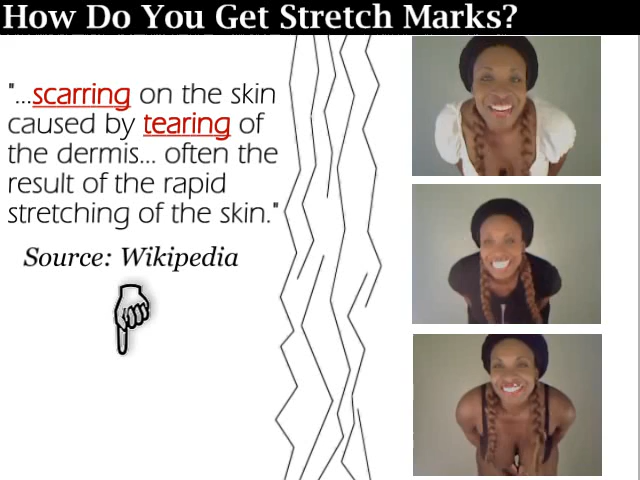 How Do You Get Stretch Marks?
"...scarring on the skin
caused by tearing of
the dermis... often the
result of the rapid
stretching of the skin."
Source: Wikipedia